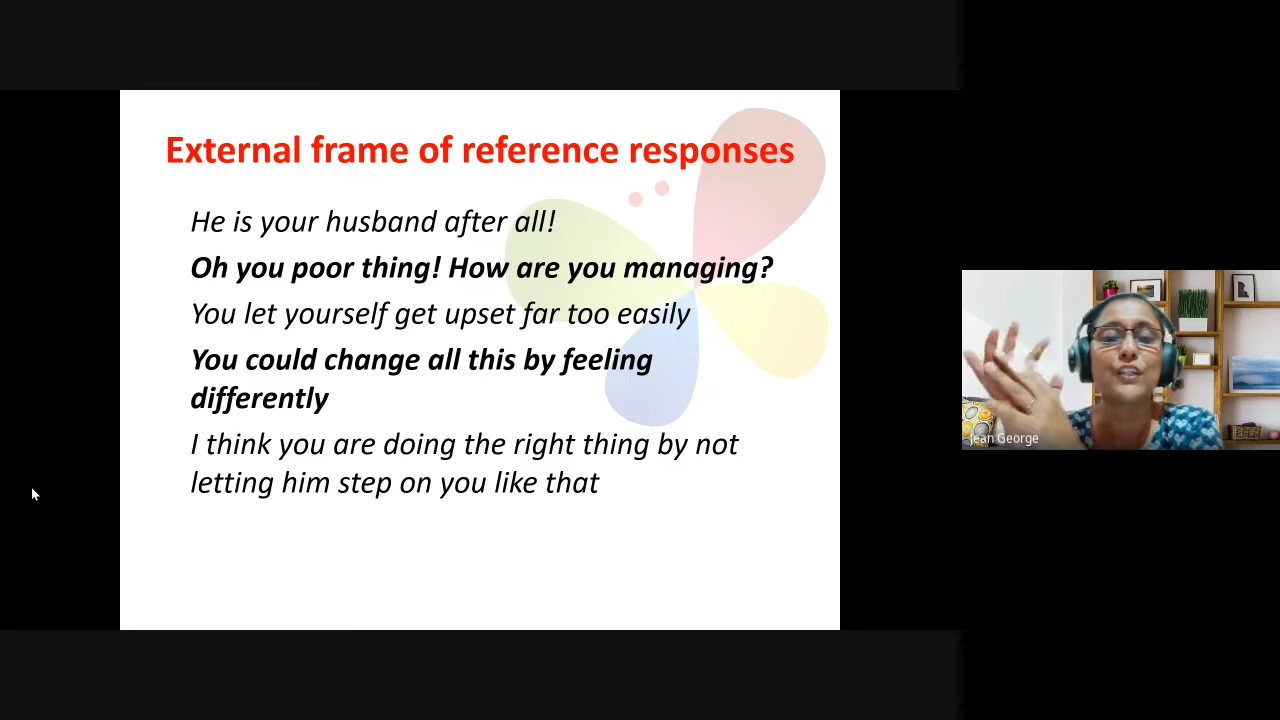 External frame of reference responses
He is your husband after all!
Oh you poor thing! How are you managing?
You let yourself get upset far too easily
You could change all this by feeling
differently
I think you are doing the right thing by not
letting him step on you like that
Jean George